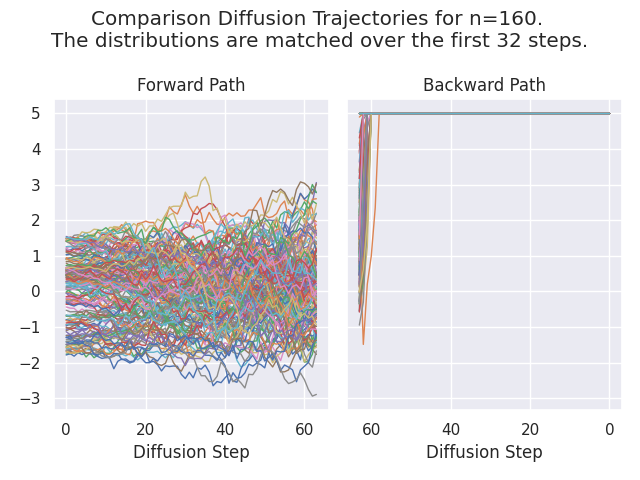 Comparison Diffusion Trajectories for n=160.
The distributions are matched over the first 32 steps.
Forward Path
Backward Path
5
4
3
2
1
0
−1
−2
−3
0 20 40 60
60 40 20 0
Diffusion Step
Diffusion Step